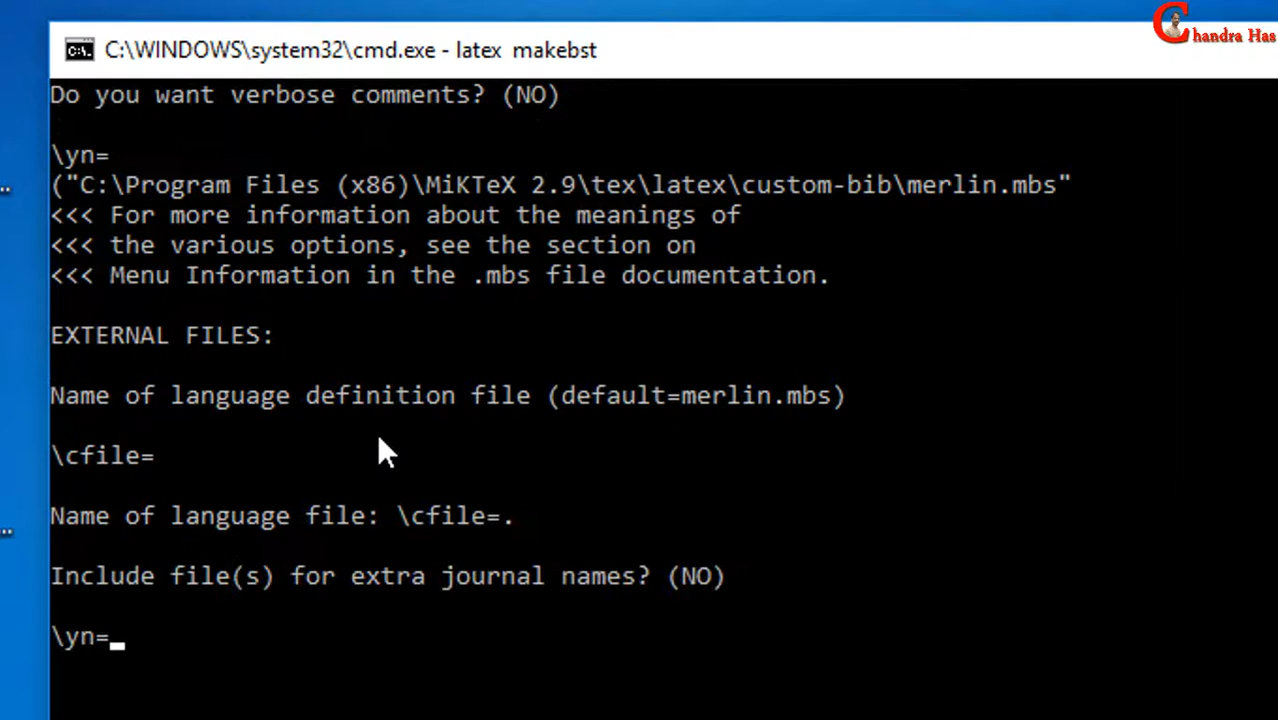 Chandra Has
C:\WINDOWS\system32\cmd.exe - latex  makebst
Do you want verbose comments? (NO)
\yn=
("C:\Program Files (x86)\MiKTeX 2.9\tex\latex\custom-bib\merlin.mbs"
<<< For more information about the meanings of
<<< the various options, see the section on
<<< Menu Information in the .mbs file documentation.
EXTERNAL FILES:
Name of language definition file (default=merlin.mbs)
\cfile=
Name of language file: \cfile=.
Include file(s) for extra journal names? (NO)
\yn=